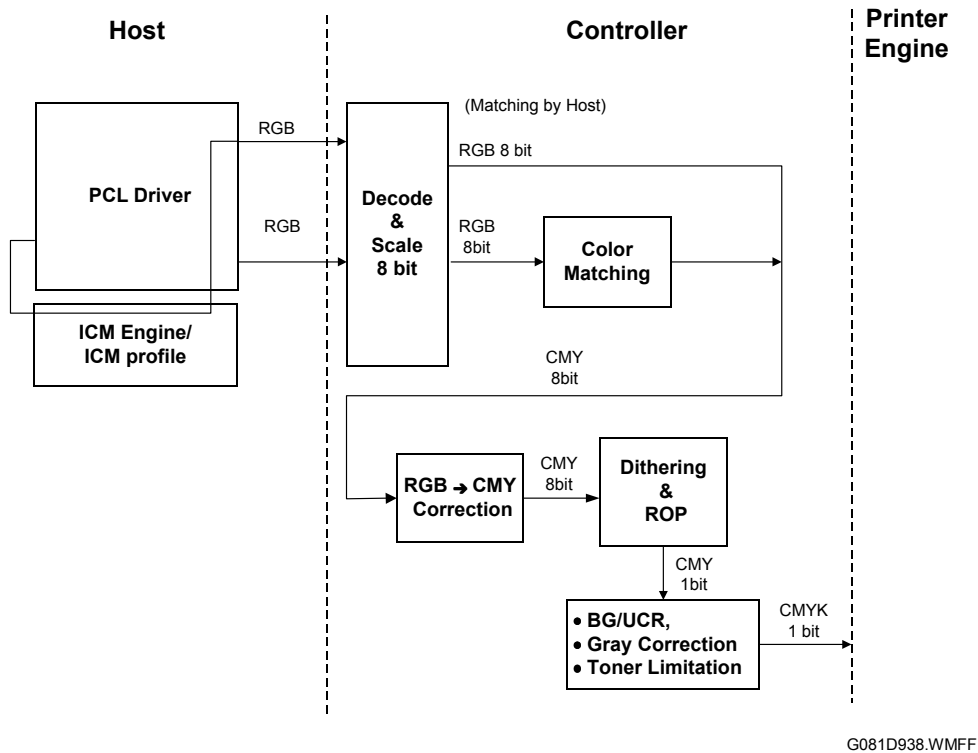 Host
Controller
Printer
Engine
(Matching by Host)
RGB
RGB 8 bit
PCL Driver
Decode
&
Scale
8 bit
RGB
RGB
8bit
Color
Matching
ICM Engine/
ICM profile
CMY
8bit
RGB → CMY
Correction
CMY
8bit
Dithering
&
ROP
CMY
1bit
• BG/UCR,
• Gray Correction
• Toner Limitation
CMYK
1 bit
G081D938.WMFF